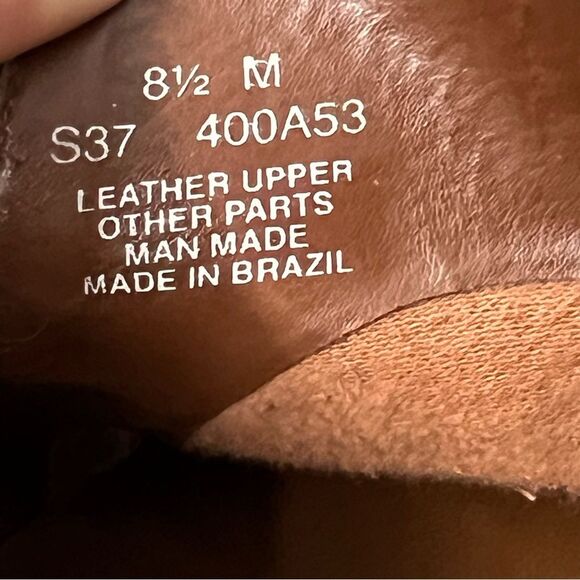 8½ M
S37 400A53
LEATHER UPPER
OTHER PARTS
MAN MADE
MADE IN BRAZIL